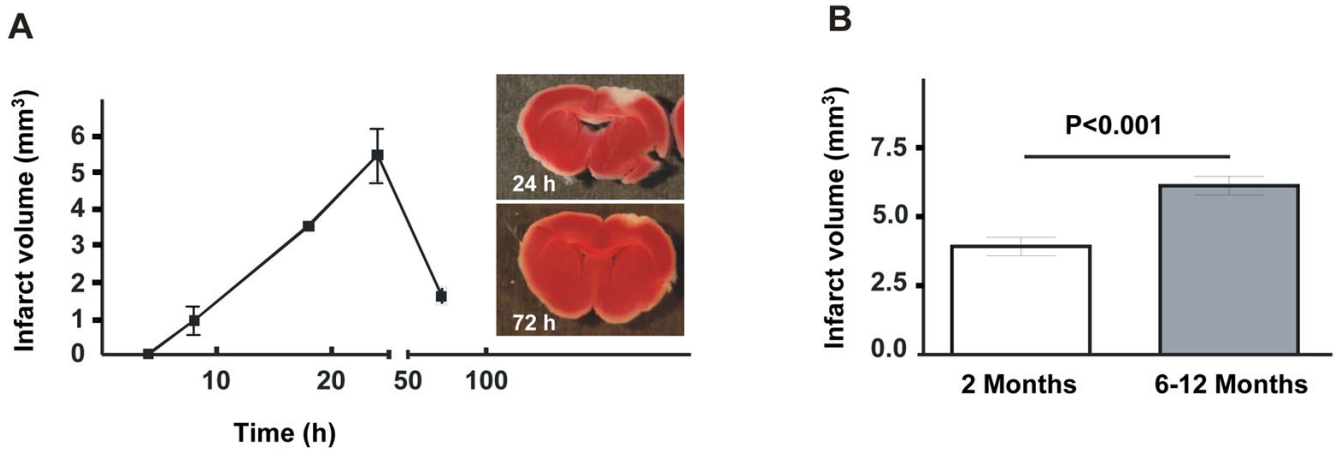 A
Infarct volume (mm³)
6
5
4
3
2
1
0
10 20 50 100
Time (h)
24 h
72 h
B
Infarct volume (mm³)
7.5
5.0
2.5
0.0
P<0.001
2 Months 6-12 Months